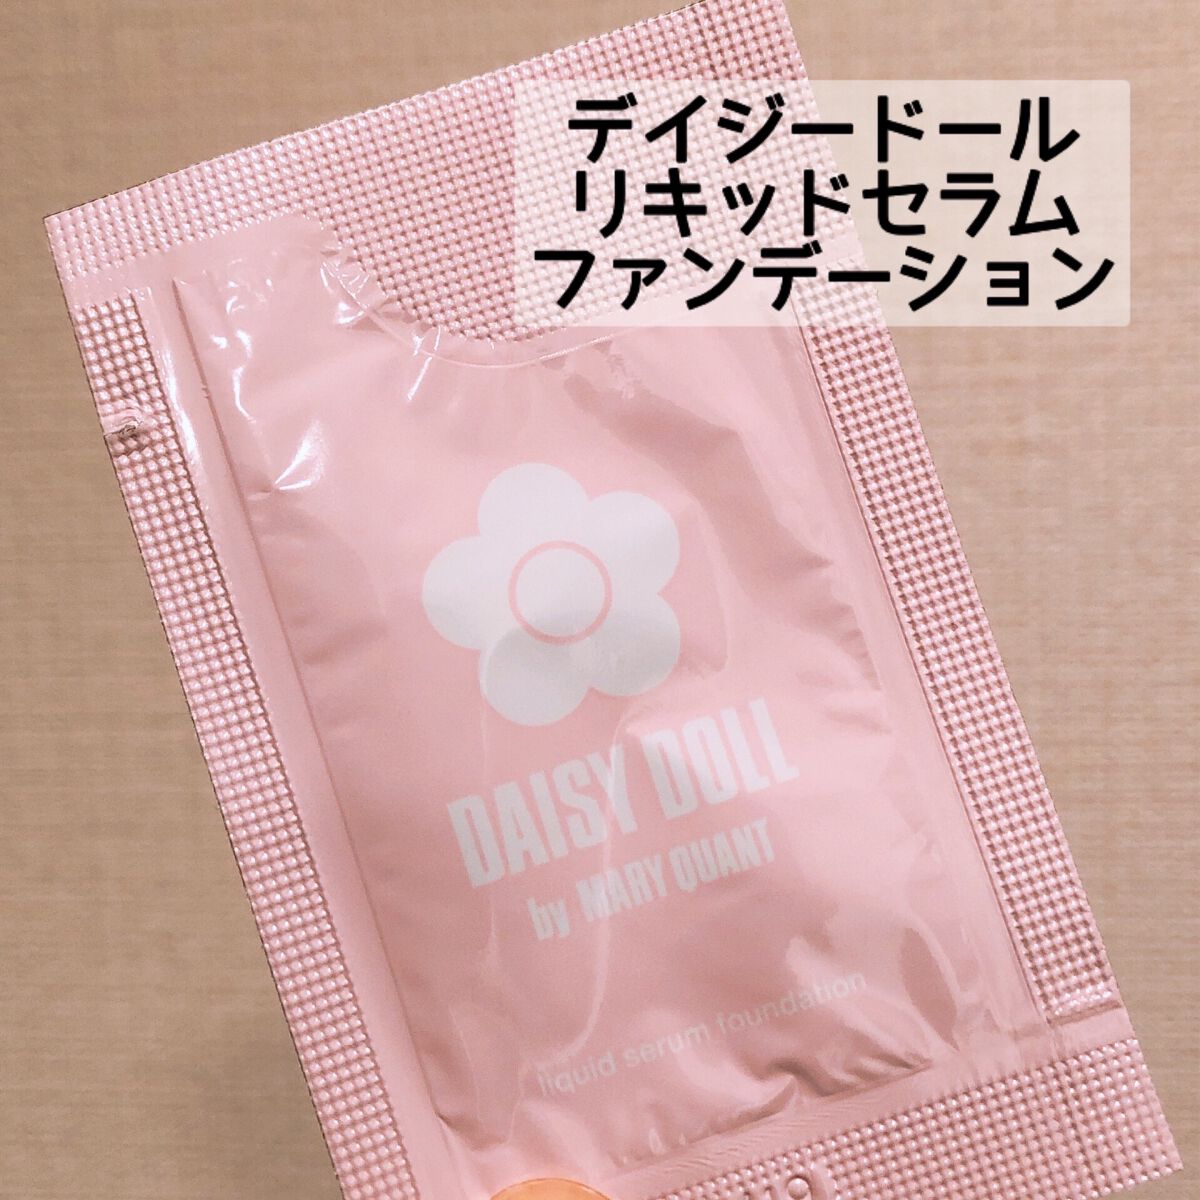 デイジードール
リキッドセラム
ファンデーション
DAISY DOLL
by MARY QUANT
liquid serum foundation